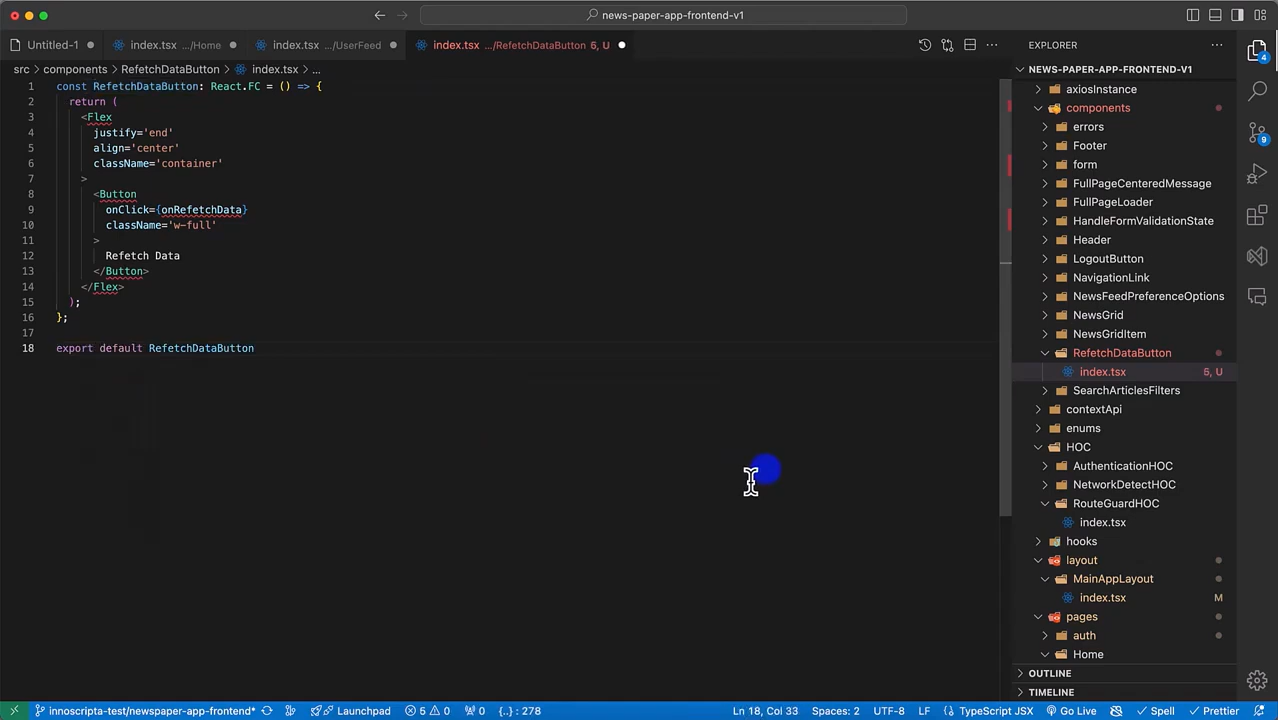 news-paper-app-frontend-v1
Untitled-1
index.tsx .../Home
index.tsx .../UserFeed
index.tsx .../RefetchDataButton 6, U
src > components > RefetchDataButton > index.tsx > ...
1 const RefetchDataButton: React.FC = () => {
2 return (
3 <Flex
4 justify='end'
5 align='center'
6 className='container'
7 >
8 <Button
9 onClick={onRefetchData}
10 className='w-full'
11 >
12 Refetch Data
13 </Button>
14 </Flex>
15 );
16 };
17
18 export default RefetchDataButton
EXPLORER
NEWS-PAPER-APP-FRONTEND-V1
axiosInstance
components
errors
Footer
form
FullPageCenteredMessage
FullPageLoader
HandleFormValidationState
Header
LogoutButton
NavigationLink
NewsFeedPreferenceOptions
NewsGrid
NewsGridItem
RefetchDataButton
index.tsx 5, U
SearchArticlesFilters
contextApi
enums
HOC
AuthenticationHOC
NetworkDetectHOC
RouteGuardHOC
index.tsx
hooks
layout
MainAppLayout
index.tsx M
pages
auth
Home
OUTLINE
TIMELINE
4
9
innoscripta-test/newspaper-app-frontend*
Launchpad
5 0
0
{..} : 278
Ln 18, Col 33
Spaces: 2
UTF-8
LF
TypeScript JSX
Go Live
Spell
Prettier